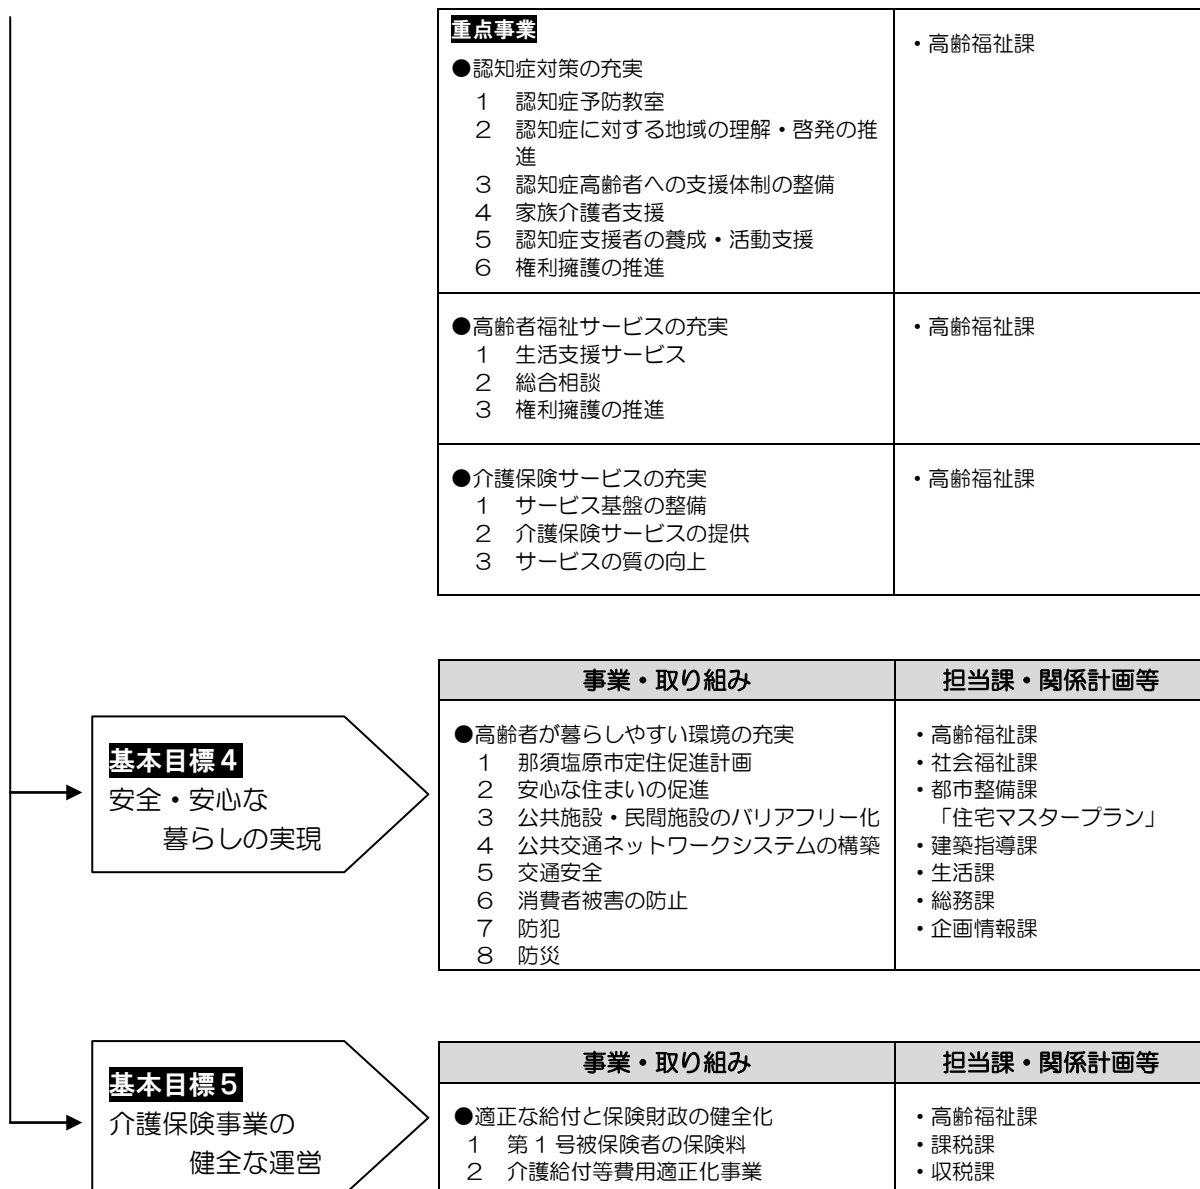 重点事業
●認知症対策の充実
1 認知症予防教室
2 認知症に対する地域の理解・啓発の推
進
3 認知症高齢者への支援体制の整備
4 家族介護者支援
5 認知症支援者の養成・活動支援
6 権利擁護の推進
・高齢福祉課
●高齢者福祉サービスの充実
1 生活支援サービス
2 総合相談
3 権利擁護の推進
・高齢福祉課
●介護保険サービスの充実
1 サービス基盤の整備
2 介護保険サービスの提供
3 サービスの質の向上
・高齢福祉課
基本目標4
安全・安心な
暮らしの実現
事業・取り組み
担当課・関係計画等
●高齢者が暮らしやすい環境の充実
1 那須塩原市定住促進計画
2 安心な住まいの促進
3 公共施設・民間施設のバリアフリー化
4 公共交通ネットワークシステムの構築
5 交通安全
6 消費者被害の防止
7 防犯
8 防災
・高齢福祉課
・社会福祉課
・都市整備課
「住宅マスタープラン」
・建築指導課
・生活課
・総務課
・企画情報課
基本目標5
介護保険事業の
健全な運営
事業・取り組み
担当課・関係計画等
●適正な給付と保険財政の健全化
1 第1号被保険者の保険料
2 介護給付等費用適正化事業
・高齢福祉課
・課税課
・収税課